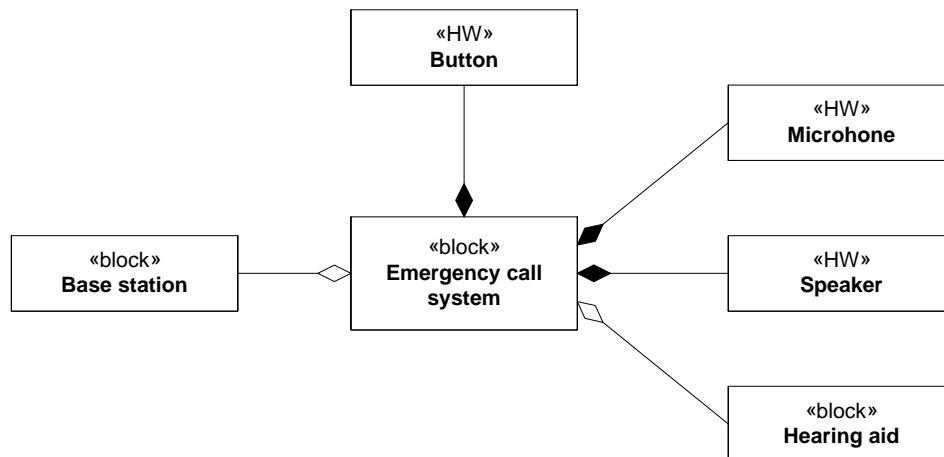 «HW»
Button
«HW»
Microhone
«block»
Base station
«block»
Emergency call
system
«HW»
Speaker
«block»
Hearing aid